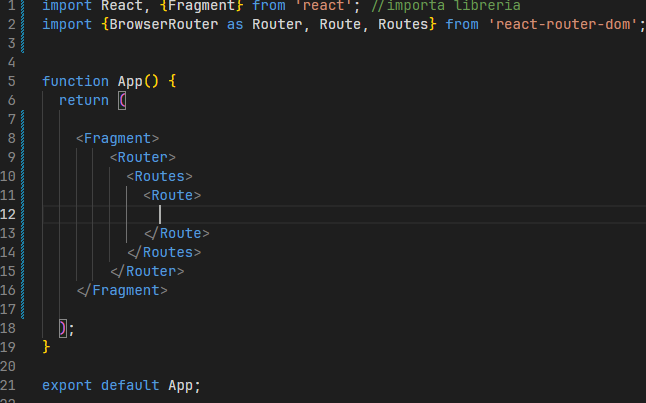 1 import React, {Fragment} from 'react'; //importa libreria
2 import {BrowserRouter as Router, Route, Routes} from 'react-router-dom';
3
4
5 function App() {
6   return (
7
8     <Fragment>
9         <Router>
10           <Routes>
11             <Route>
12
13             </Route>
14           </Routes>
15         </Router>
16     </Fragment>
17
18   );
19 }
20
21 export default App;